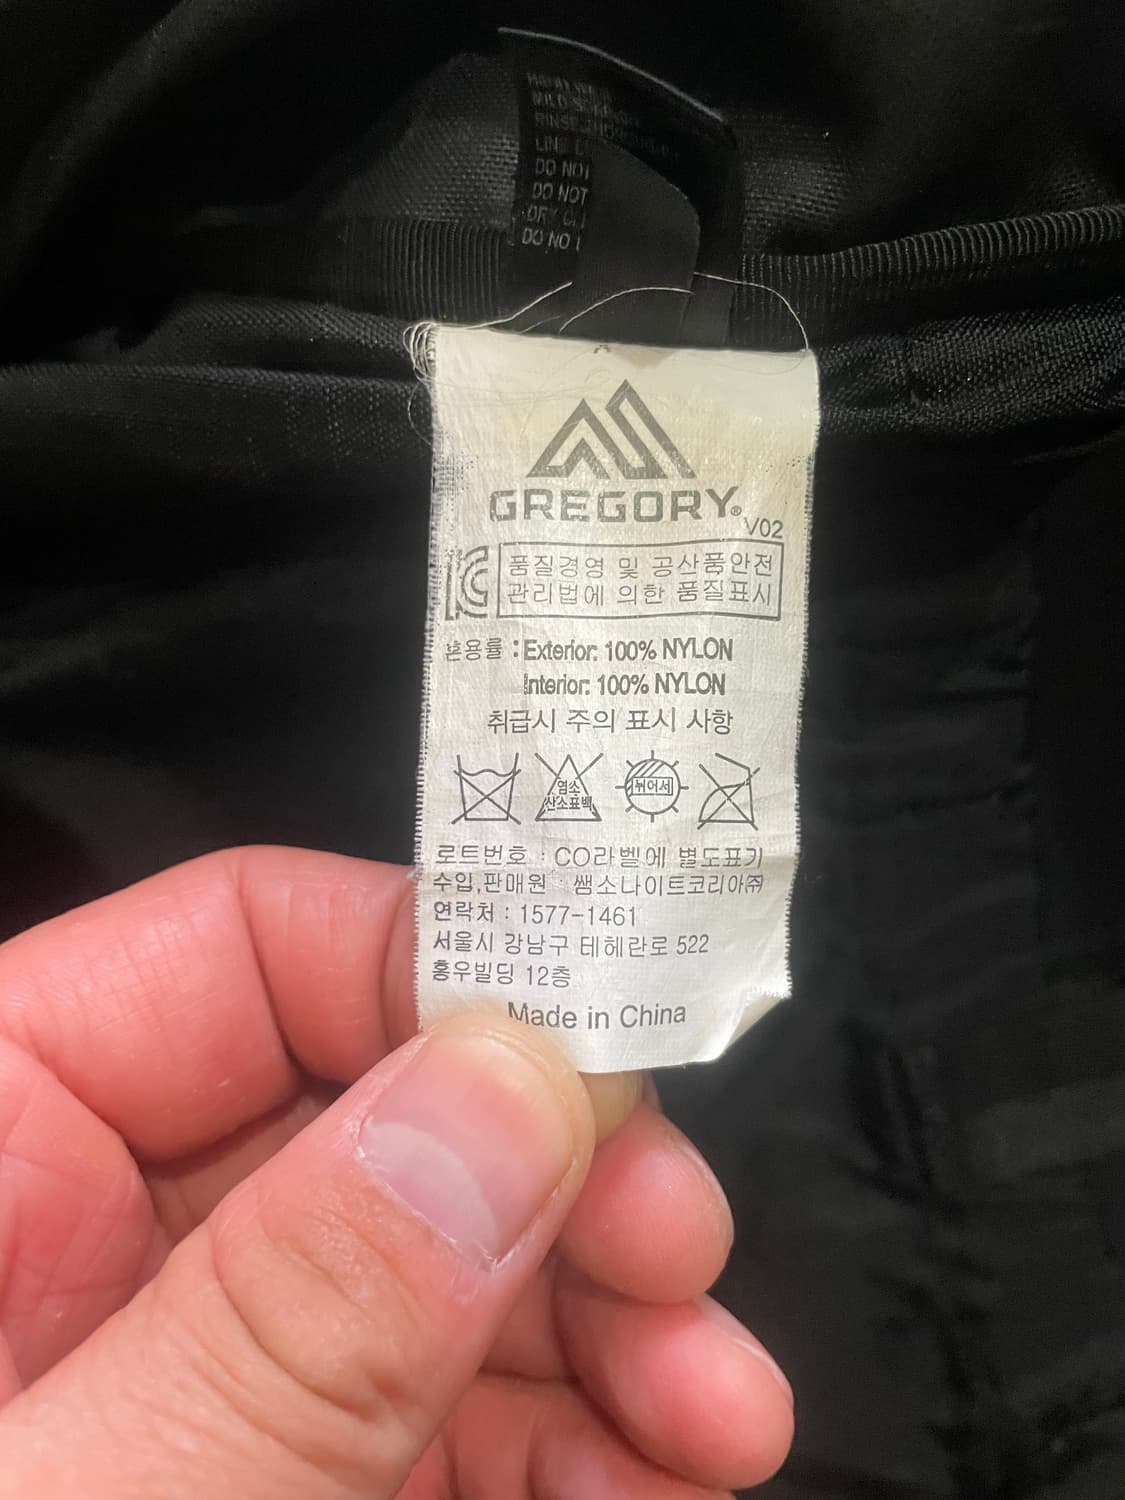 DO NOT
DO NOT
DO NOT
GREGORY®
V02
품질경영 및 공산품안전
관리법에 의한 품질표시
혼용률 : Exterior: 100% NYLON
Interior: 100% NYLON
취급시 주의 표시 사항
염소
산소표백
뉘어서
로트번호 : CO라벨에 별도표기
수입,판매원 : 쌤소나이트코리아㈜
연락처 : 1577-1461
서울시 강남구 테헤란로 522
홍우빌딩 12층
Made in China